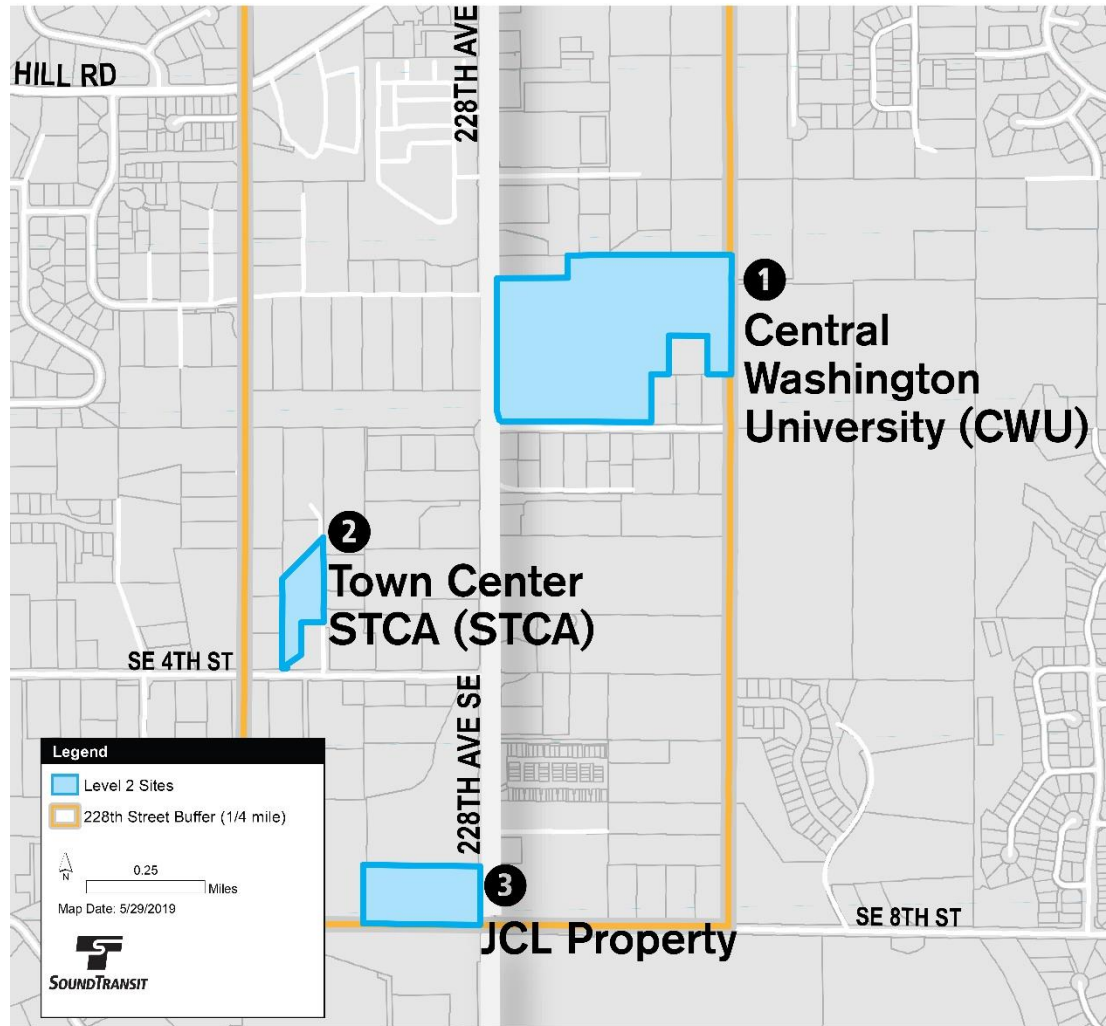 HILL RD
228TH AVE
1
Central
Washington
University (CWU)
2
Town Center
STCA (STCA)
SE 4TH ST
228TH AVE SE
3
JCL Property
SE 8TH ST
Legend
Level 2 Sites
228th Street Buffer (1/4 mile)
N
0.25
Miles
Map Date: 5/29/2019
SOUNDTRANSIT